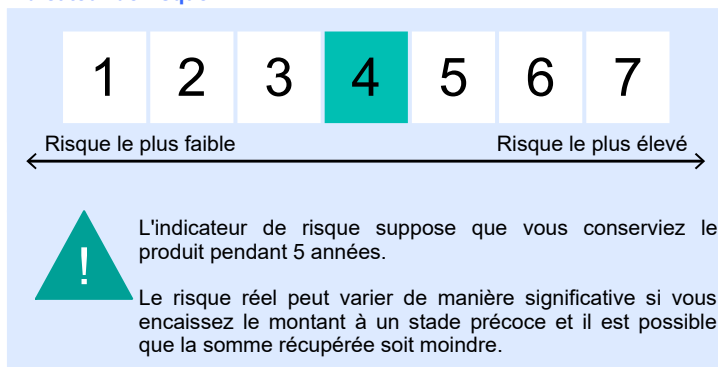 1 2 3 4 5 6 7
Risque le plus faible Risque le plus élevé
! L'indicateur de risque suppose que vous conserviez le
produit pendant 5 années.
Le risque réel peut varier de manière significative si vous
encaissez le montant à un stade précoce et il est possible
que la somme récupérée soit moindre.